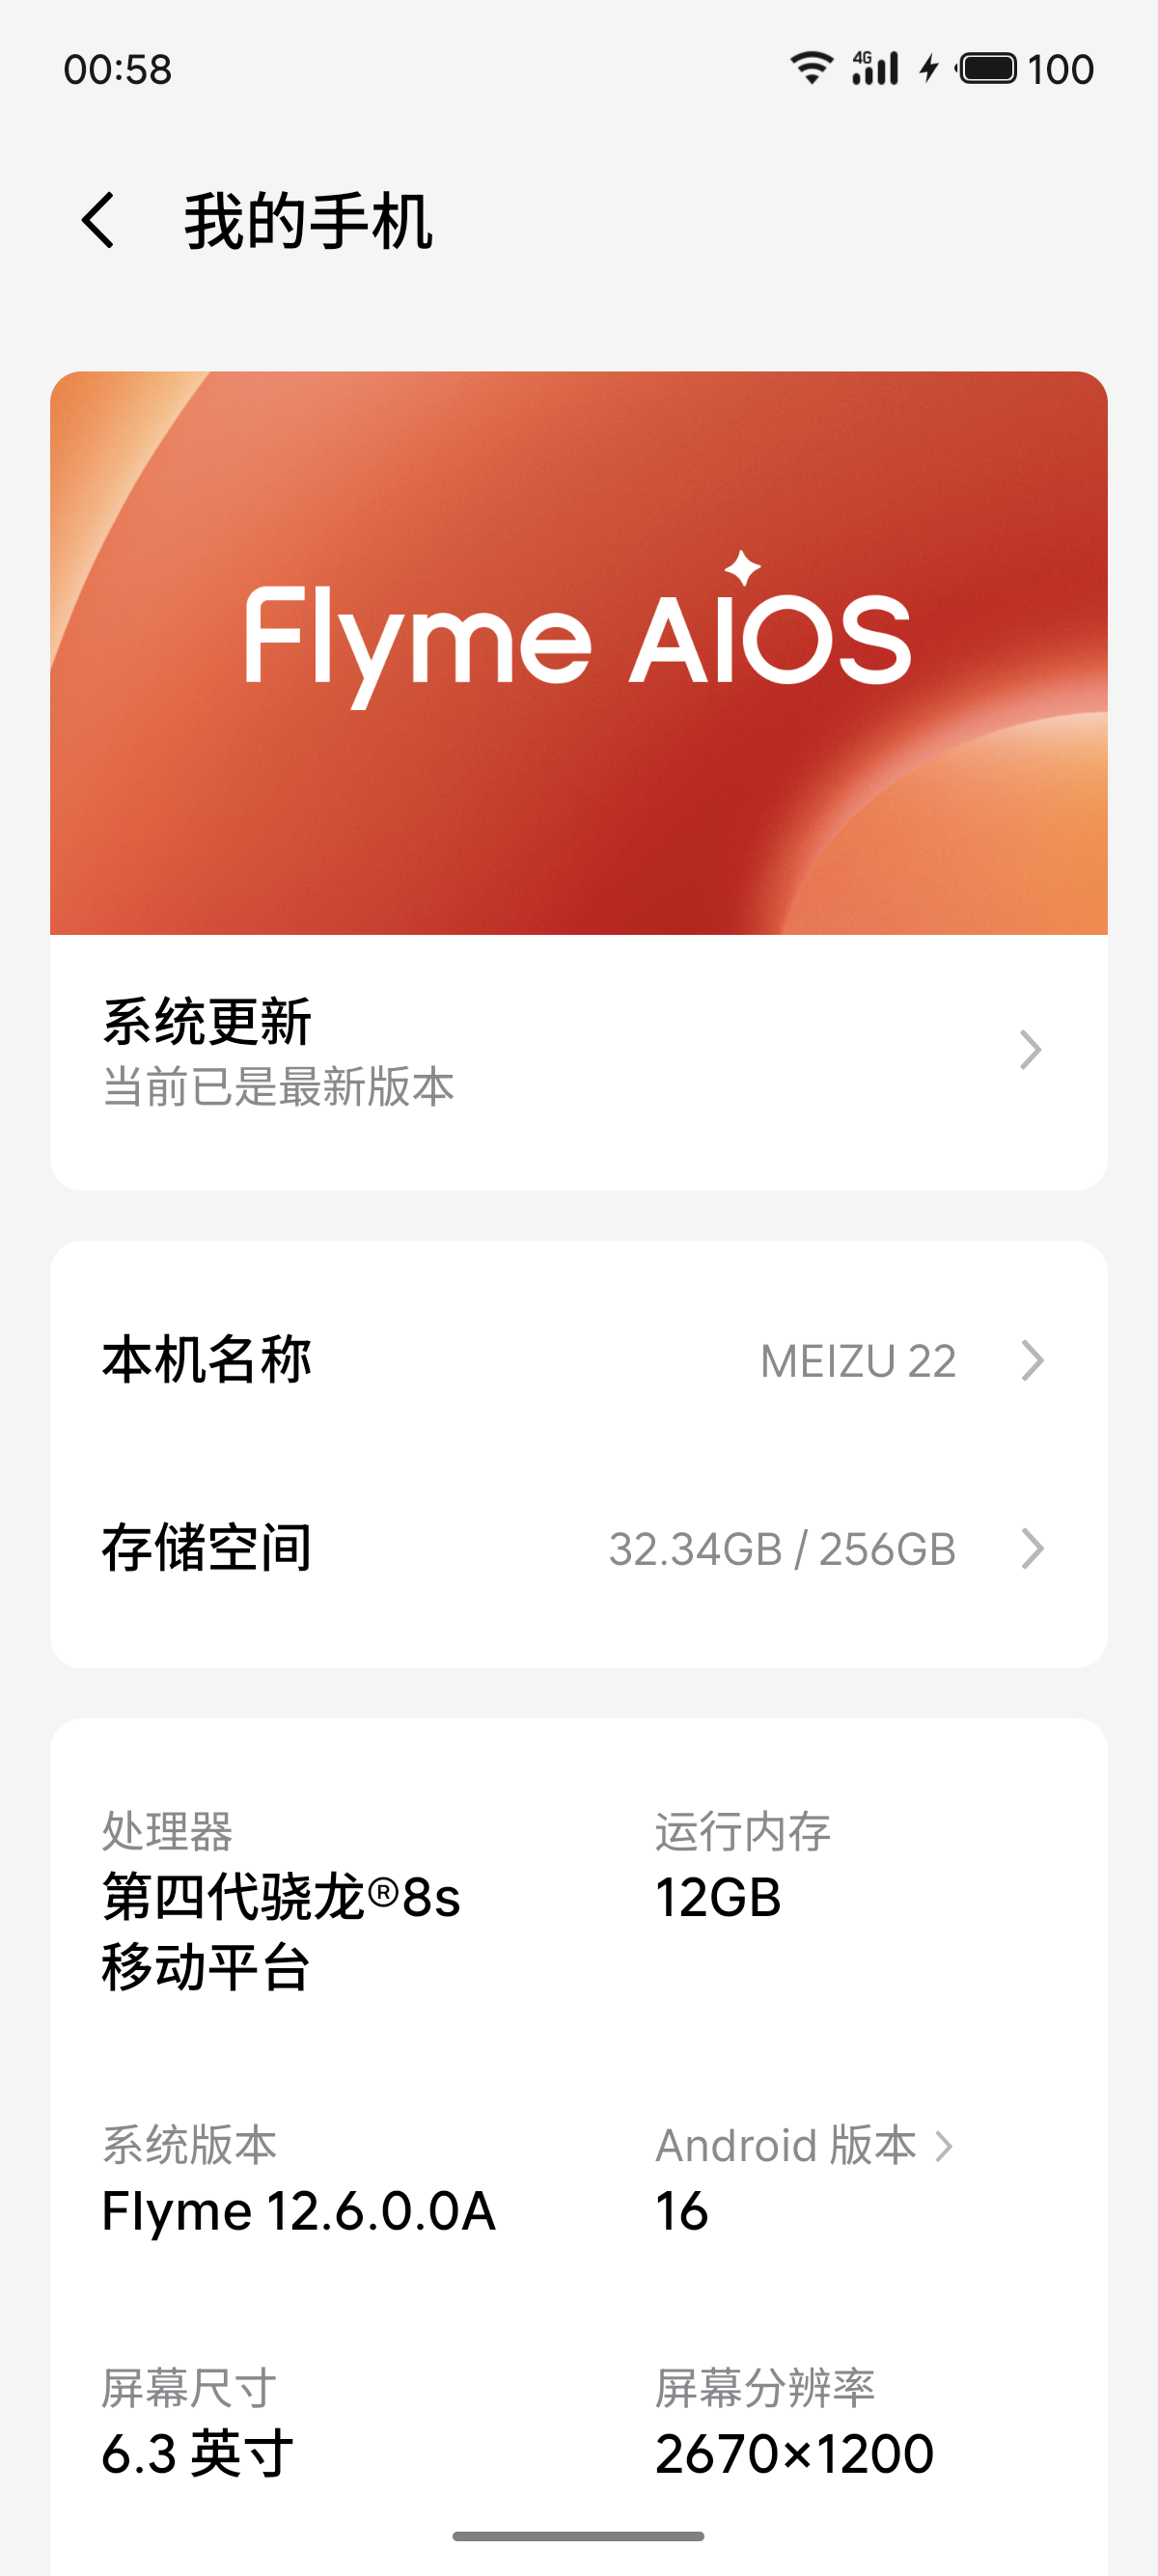 00:58 4G 100
我的手机
Flyme AIOS
系统更新
当前已是最新版本
本机名称 MEIZU 22
存储空间 32.34GB / 256GB
处理器 运行内存
第四代骁龙®8s 12GB
移动平台
系统版本 Android 版本
Flyme 12.6.0.0A 16
屏幕尺寸 屏幕分辨率
6.3 英寸 2670×1200